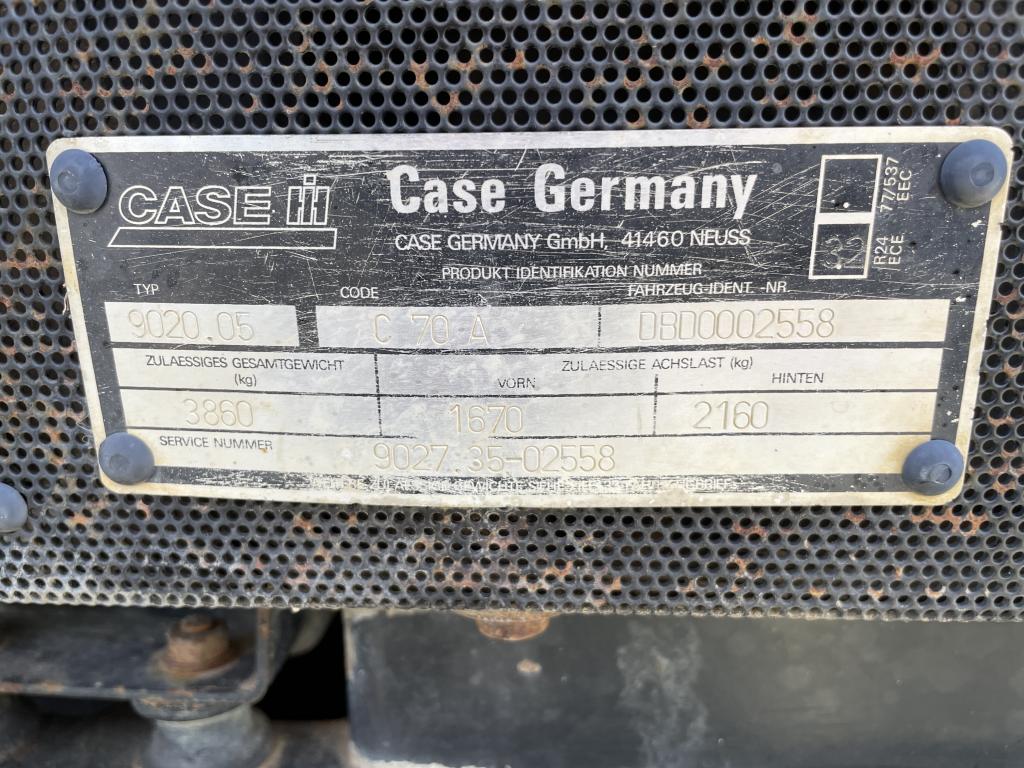 CASE IH
Case Germany
CASE GERMANY GmbH, 41460 NEUSS
77/537
EEC
R24
ECE
PRODUKT IDENTIFIKATION NUMMER
TYP CODE FAHRZEUG-IDENT. -NR.
9020.05 C 70 A DBD0002558
ZULAESSIGES GESAMTGEWICHT ZULAESSIGE ACHSLAST (kg)
(kg) VORN HINTEN
3860 1670 2160
SERVICE NUMMER
9027.35-02558